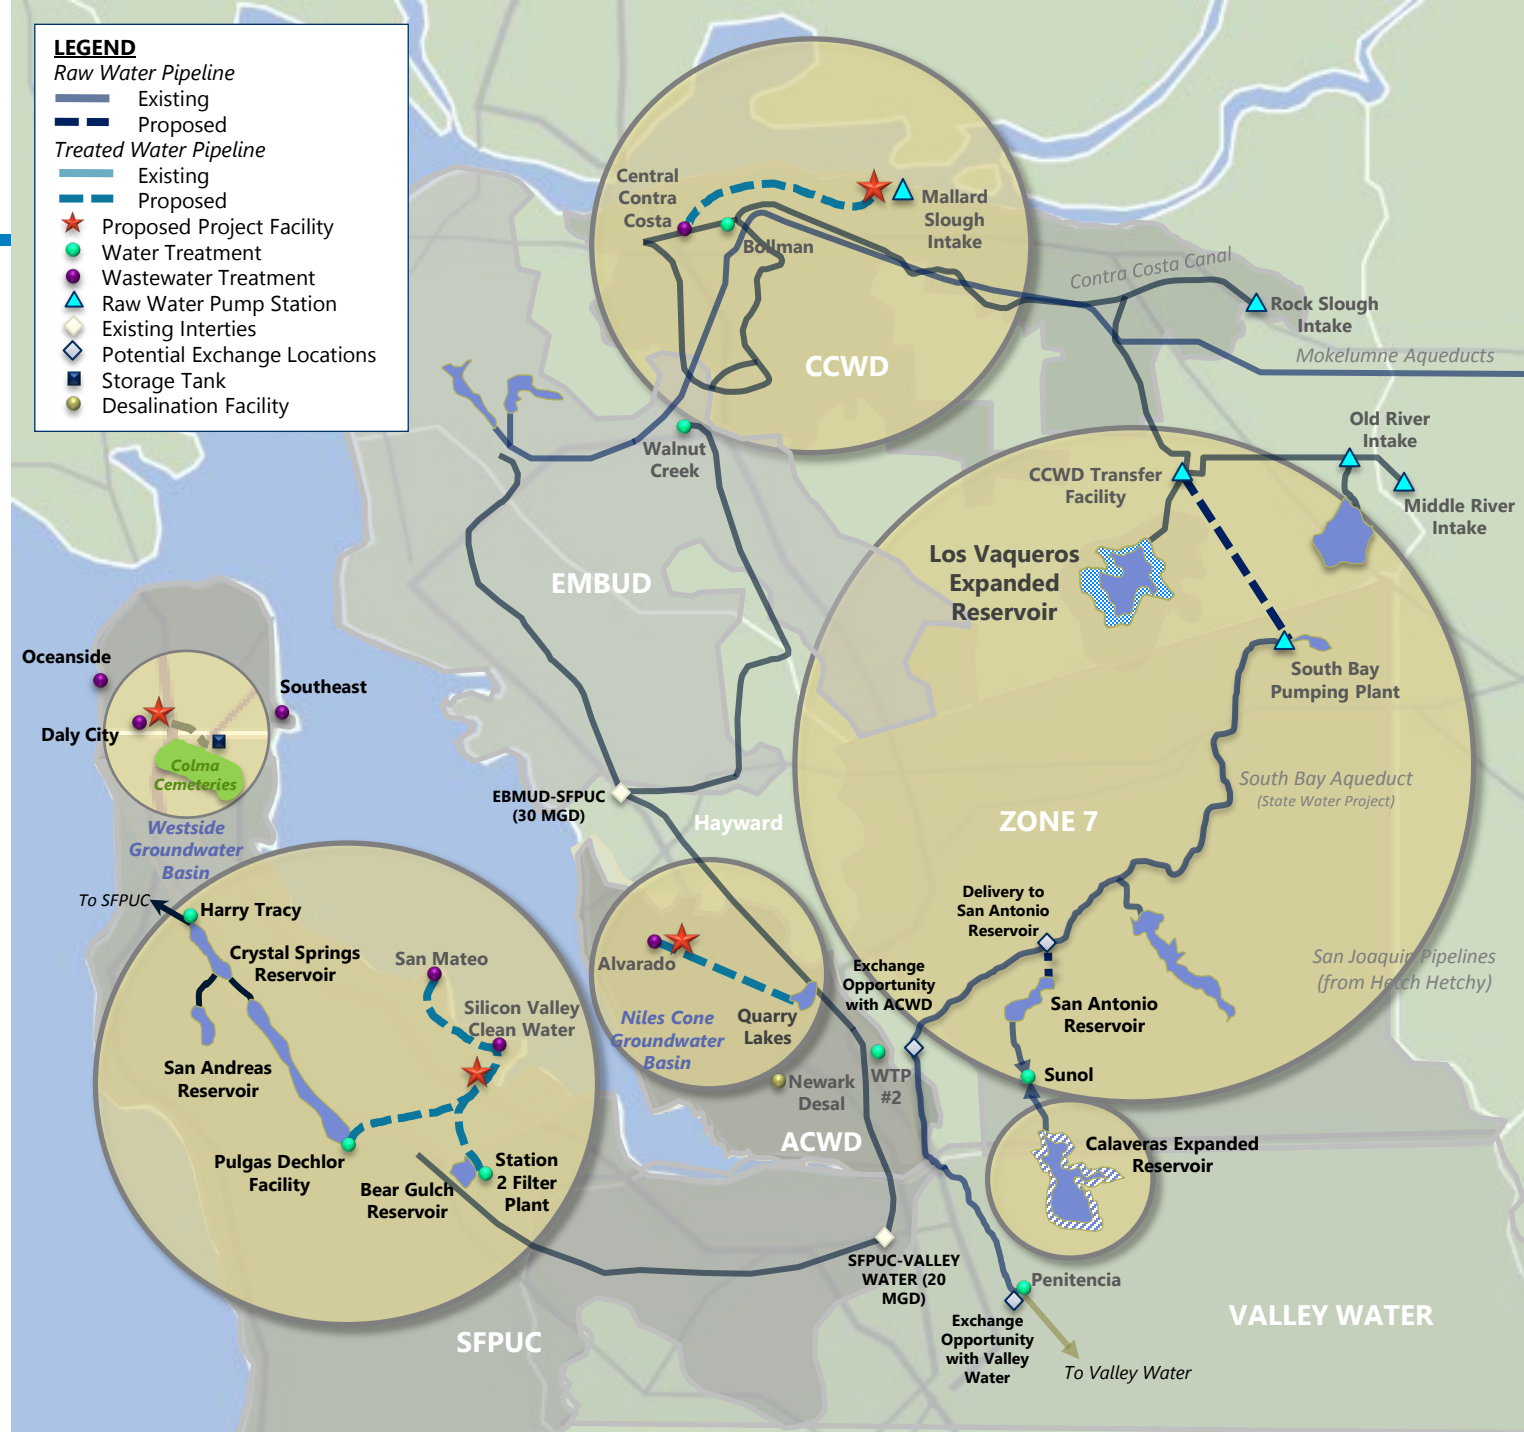 LEGEND
Raw Water Pipeline
Existing
Proposed
Treated Water Pipeline
Existing
Proposed
Proposed Project Facility
Water Treatment
Wastewater Treatment
Raw Water Pump Station
Existing Interties
Potential Exchange Locations
Storage Tank
Desalination Facility
Central
Contra
Costa
Bollman
Mallard
Slough
Intake
CCWD
Contra Costa Canal
Rock Slough
Intake
Mokelumne Aqueducts
Walnut
Creek
Old River
Intake
CCWD Transfer
Facility
Middle River
Intake
Los Vaqueros
Expanded
Reservoir
EMBUD
South Bay
Pumping Plant
Oceanside
Southeast
Daly City
Colma
Cemeteries
Westside
Groundwater
Basin
EBMUD-SFPUC
(30 MGD)
Hayward
ZONE 7
South Bay Aqueduct
(State Water Project)
To SFPUC
Harry Tracy
Crystal Springs
Reservoir
San Mateo
Silicon Valley
Clean Water
San Andreas
Reservoir
Pulgas Dechlor
Facility
Bear Gulch
Reservoir
Station
2 Filter
Plant
Alvarado
Niles Cone
Groundwater
Basin
Quarry
Lakes
Newark
Desal
WTP
#2
ACWD
Delivery to
San Antonio
Reservoir
Exchange
Opportunity
with ACWD
San Joaquin Pipelines
(from Hetch Hetchy)
San Antonio
Reservoir
Sunol
Calaveras Expanded
Reservoir
SFPUC-VALLEY
WATER (20
MGD)
Penitencia
Exchange
Opportunity
with Valley
Water
To Valley Water
VALLEY WATER
SFPUC